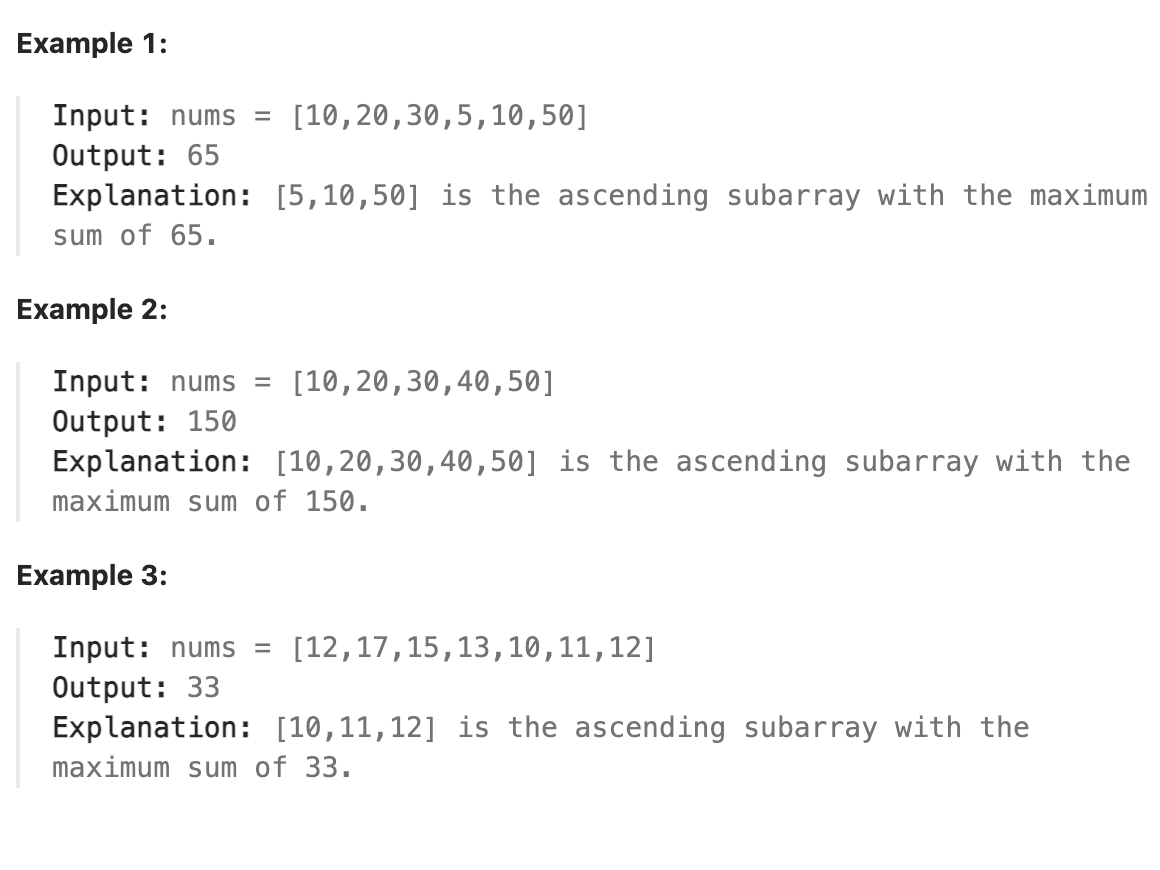 Example 1:
Input: nums = [10,20,30,5,10,50]
Output: 65
Explanation: [5,10,50] is the ascending subarray with the maximum
sum of 65.
Example 2:
Input: nums = [10,20,30,40,50]
Output: 150
Explanation: [10,20,30,40,50] is the ascending subarray with the
maximum sum of 150.
Example 3:
Input: nums = [12,17,15,13,10,11,12]
Output: 33
Explanation: [10,11,12] is the ascending subarray with the
maximum sum of 33.